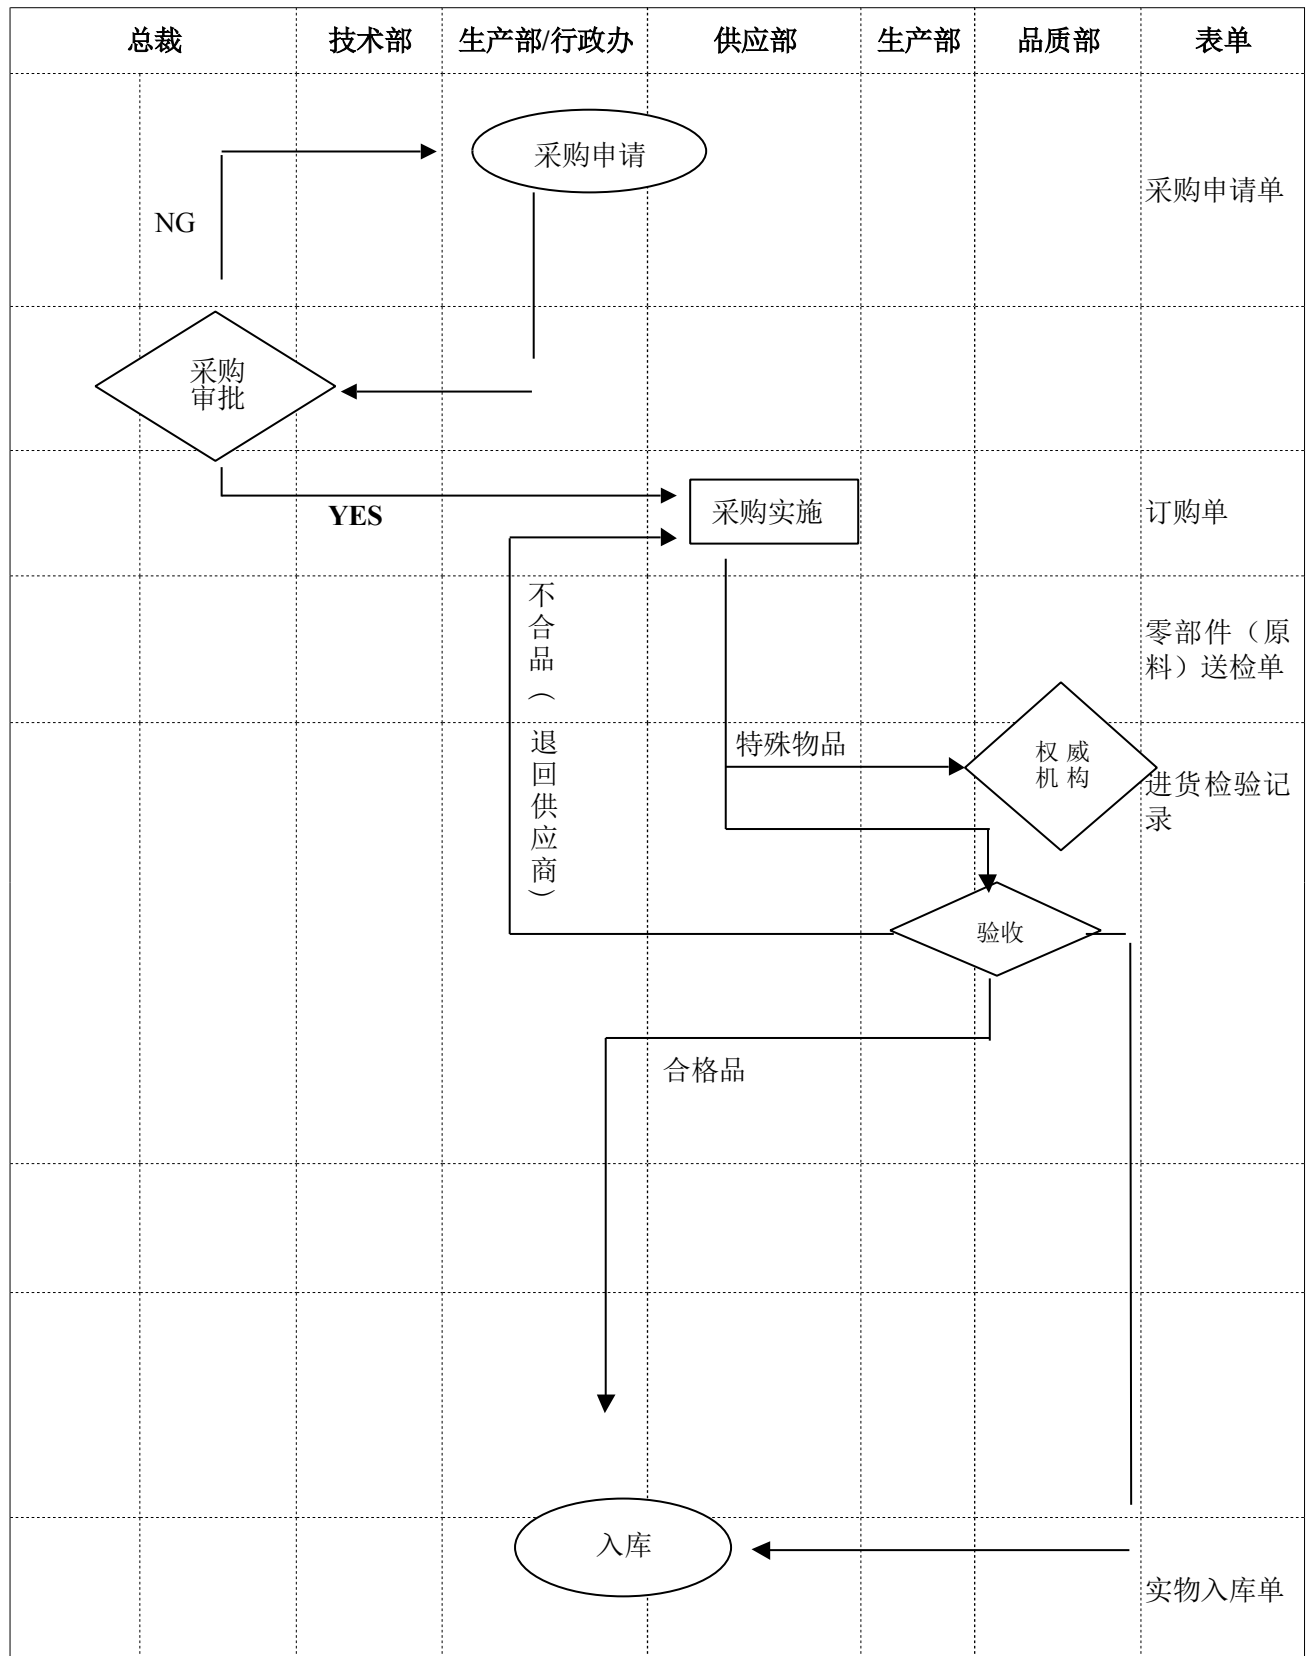 总裁 技术部 生产部/行政办 供应部 生产部 品质部 表单
采购申请
采购申请单
NG
采购
审批
YES
采购实施
订购单
不合品（退回供应商）
零部件（原
料）送检单
特殊物品
权威
机构
进货检验记
录
验收
合格品
入库
实物入库单